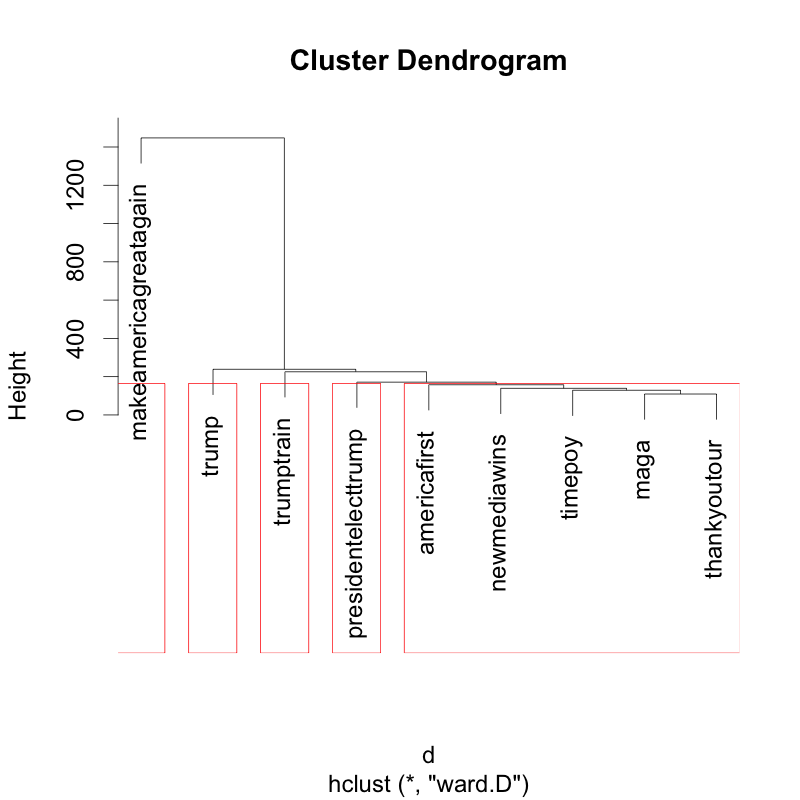 Cluster Dendrogram
Height
0
400
800
1200
makeamericagreatagain
trump
trumptrain
presidentelecttrump
americafirst
newmediawins
timepoy
maga
thankyoutour
d
hclust (*, "ward.D")